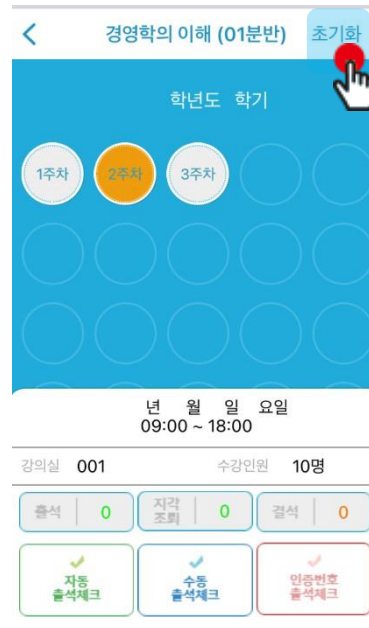 경영학의 이해 (01분반) 초기화
학년도 학기
1주차 2주차 3주차
년 월 일 요일
09:00 ~ 18:00
강의실 001 수강인원 10명
출석 0 지각 조퇴 0 결석 0
자동 출석체크 수동 출석체크 인증번호 출석체크